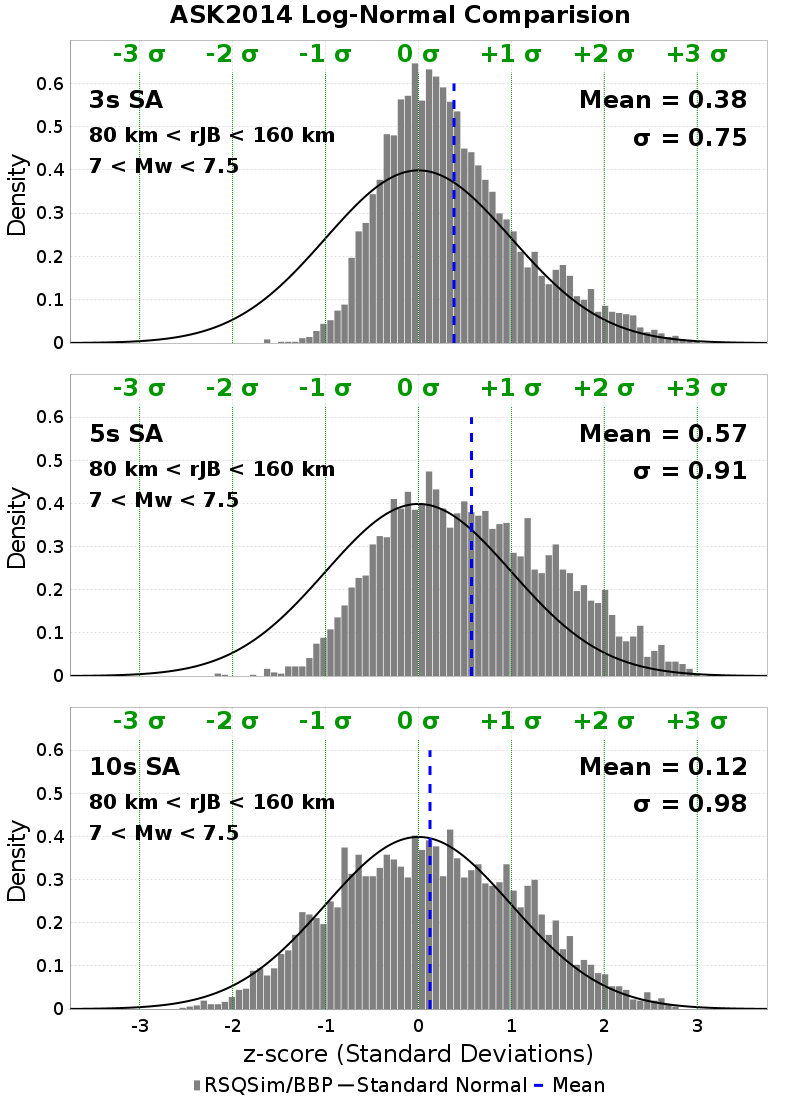 ASK2014 Log-Normal Comparision
-3 σ -2 σ -1 σ 0 σ +1 σ +2 σ +3 σ
0.6
3s SA Mean = 0.38
0.5
80 km < rJB < 160 km σ = 0.75
7 < Mw < 7.5
0.4
Density
0.3
0.2
0.1
0
-3 σ -2 σ -1 σ 0 σ +1 σ +2 σ +3 σ
0.6
5s SA Mean = 0.57
0.5
80 km < rJB < 160 km σ = 0.91
7 < Mw < 7.5
0.4
Density
0.3
0.2
0.1
0
-3 σ -2 σ -1 σ 0 σ +1 σ +2 σ +3 σ
0.6
10s SA Mean = 0.12
0.5
80 km < rJB < 160 km σ = 0.98
7 < Mw < 7.5
0.4
Density
0.3
0.2
0.1
0
-3 -2 -1 0 1 2 3
z-score (Standard Deviations)
RSQSim/BBP Standard Normal Mean